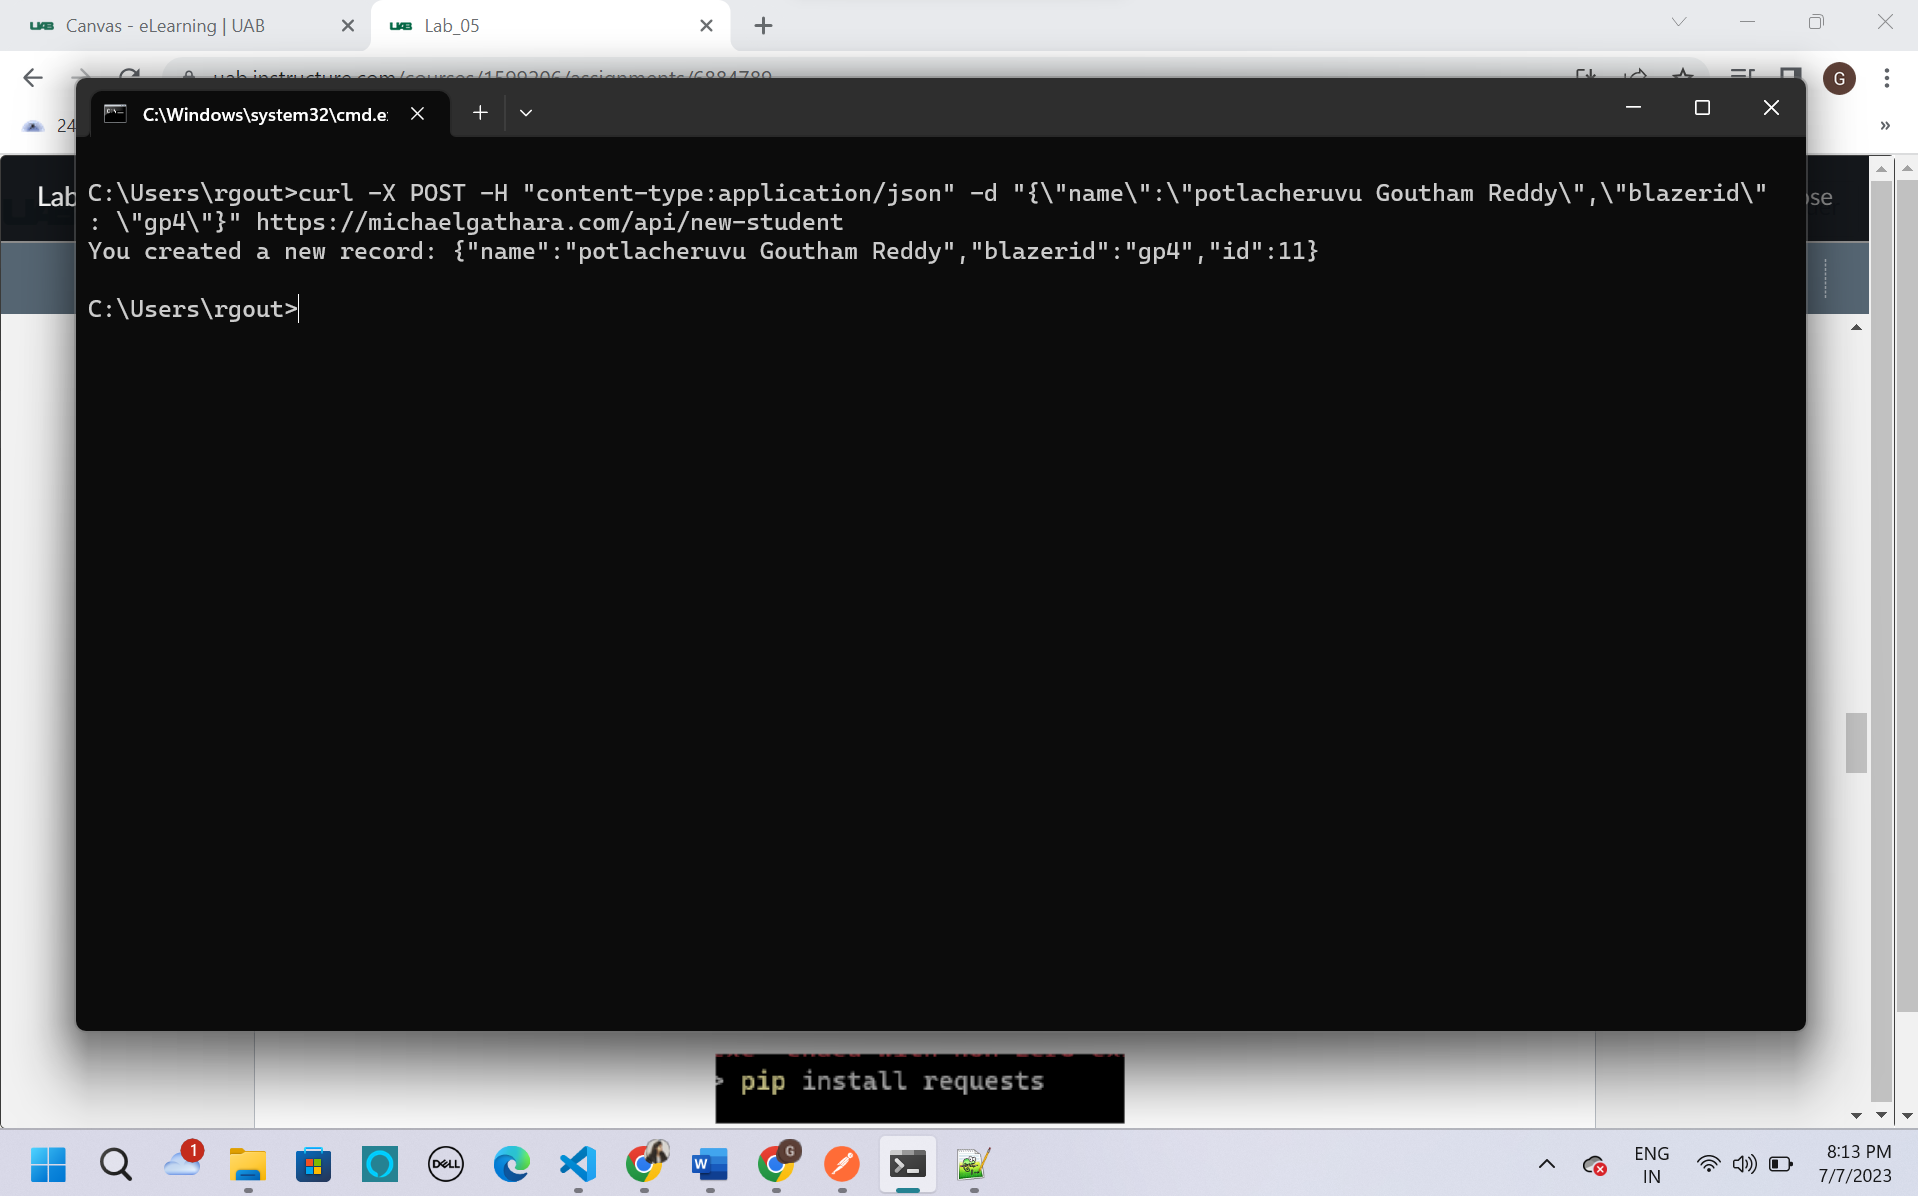 UAB Canvas - eLearning | UAB
UAB Lab_05
uab.instructure.com/courses/1599206/assignments/6884789
G
24
C:\Windows\system32\cmd.e
Lab
C:\Users\rgout>curl -X POST -H "content-type:application/json" -d "{\"name\":\"potlacheruvu Goutham Reddy\",\"blazerid\"
: \"gp4\"}" https://michaelgathara.com/api/new-student
You created a new record: {"name":"potlacheruvu Goutham Reddy","blazerid":"gp4","id":11}
C:\Users\rgout>
> pip install requests
1
DELL
W
G
ENG
IN
8:13 PM
7/7/2023